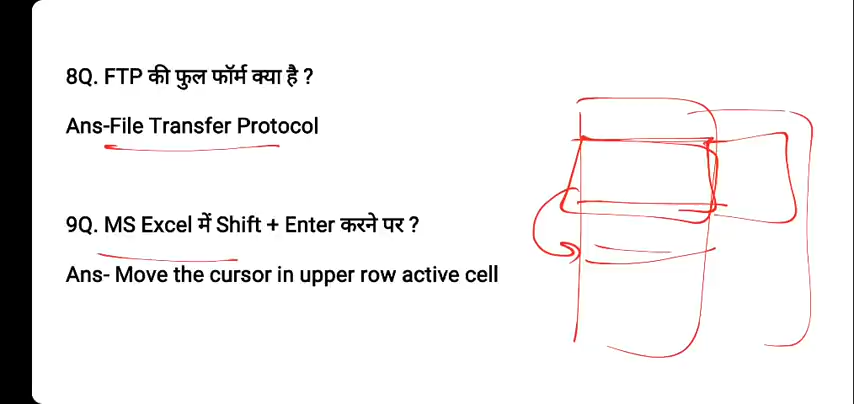 8Q. FTP की फुल फॉर्म क्या है ?
Ans-File Transfer Protocol
9Q. MS Excel में Shift + Enter करने पर ?
Ans- Move the cursor in upper row active cell